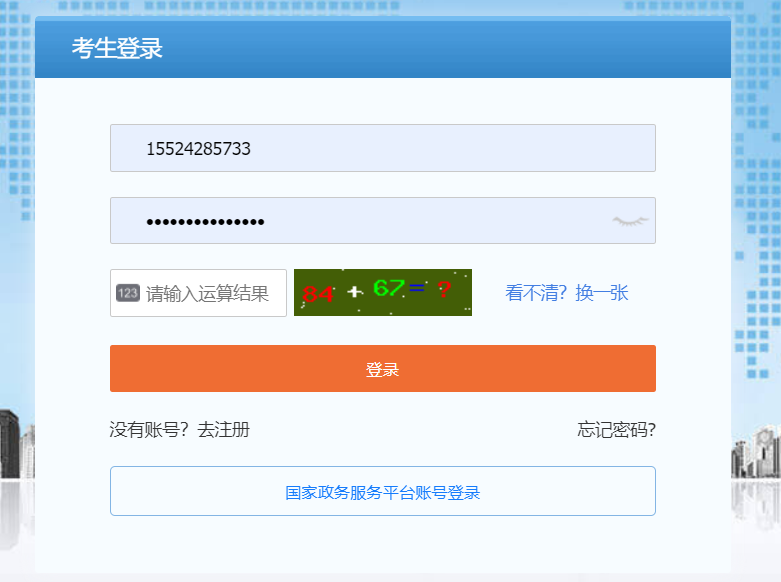 考生登录
15524285733
•••••••••••••••
123 请输入运算结果 84 + 67 = ? 看不清？换一张
登录
没有账号？去注册 忘记密码?
国家政务服务平台账号登录